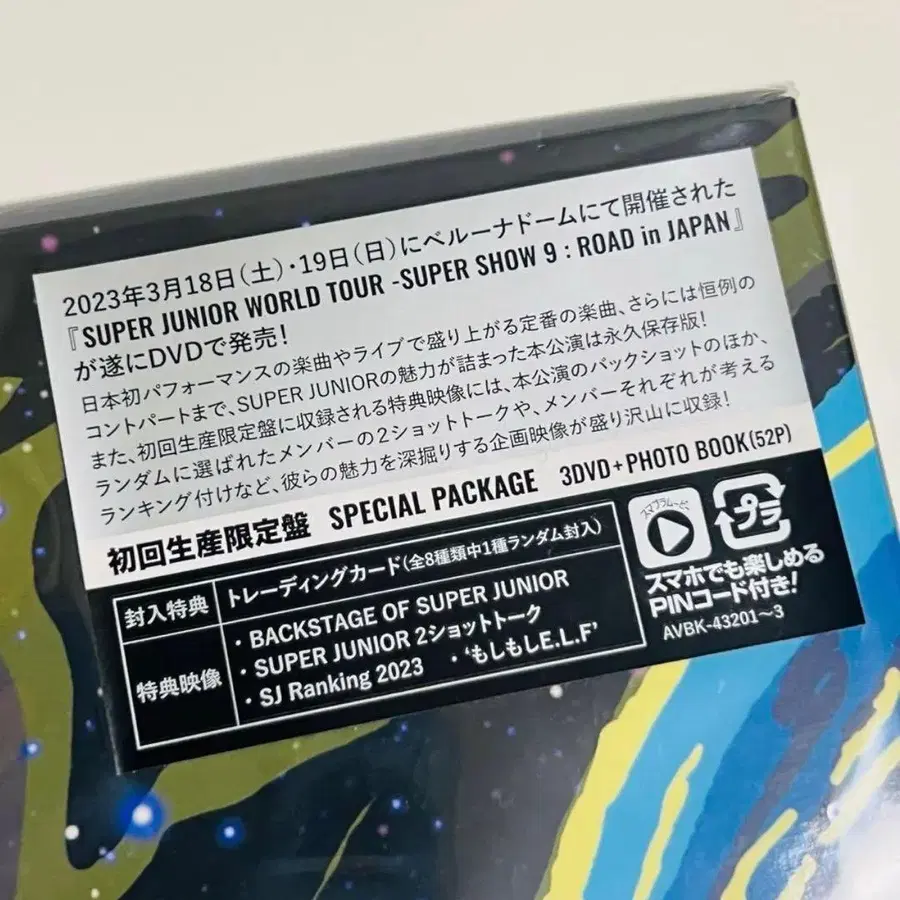 2023年3月18日(土)・19日(日)にベルーナドームにて開催された
『SUPER JUNIOR WORLD TOUR -SUPER SHOW 9 : ROAD in JAPAN』
が遂にDVDで発売!
日本初パフォーマンスの楽曲やライブで盛り上がる定番の楽曲、さらには恒例の
コントパートまで、SUPER JUNIORの魅力が詰まった本公演は永久保存版!
また、初回生産限定盤に収録される特典映像には、本公演のバックショットのほか、
ランダムに選ばれたメンバーの2ショットトークや、メンバーそれぞれが考える
ランキング付けなど、彼らの魅力を深掘りする企画映像が盛り沢山に収録!
初回生産限定盤 SPECIAL PACKAGE 3DVD+PHOTO BOOK(52P)
封入特典 トレーディングカード(全8種類中1種ランダム封入)
特典映像
・BACKSTAGE OF SUPER JUNIOR
・SUPER JUNIOR 2ショットトーク
・SJ Ranking 2023 ・'もしもしE.L.F'
スマプラムービー
プラ
スマホでも楽しめる
PINコード付き!
AVBK-43201~3